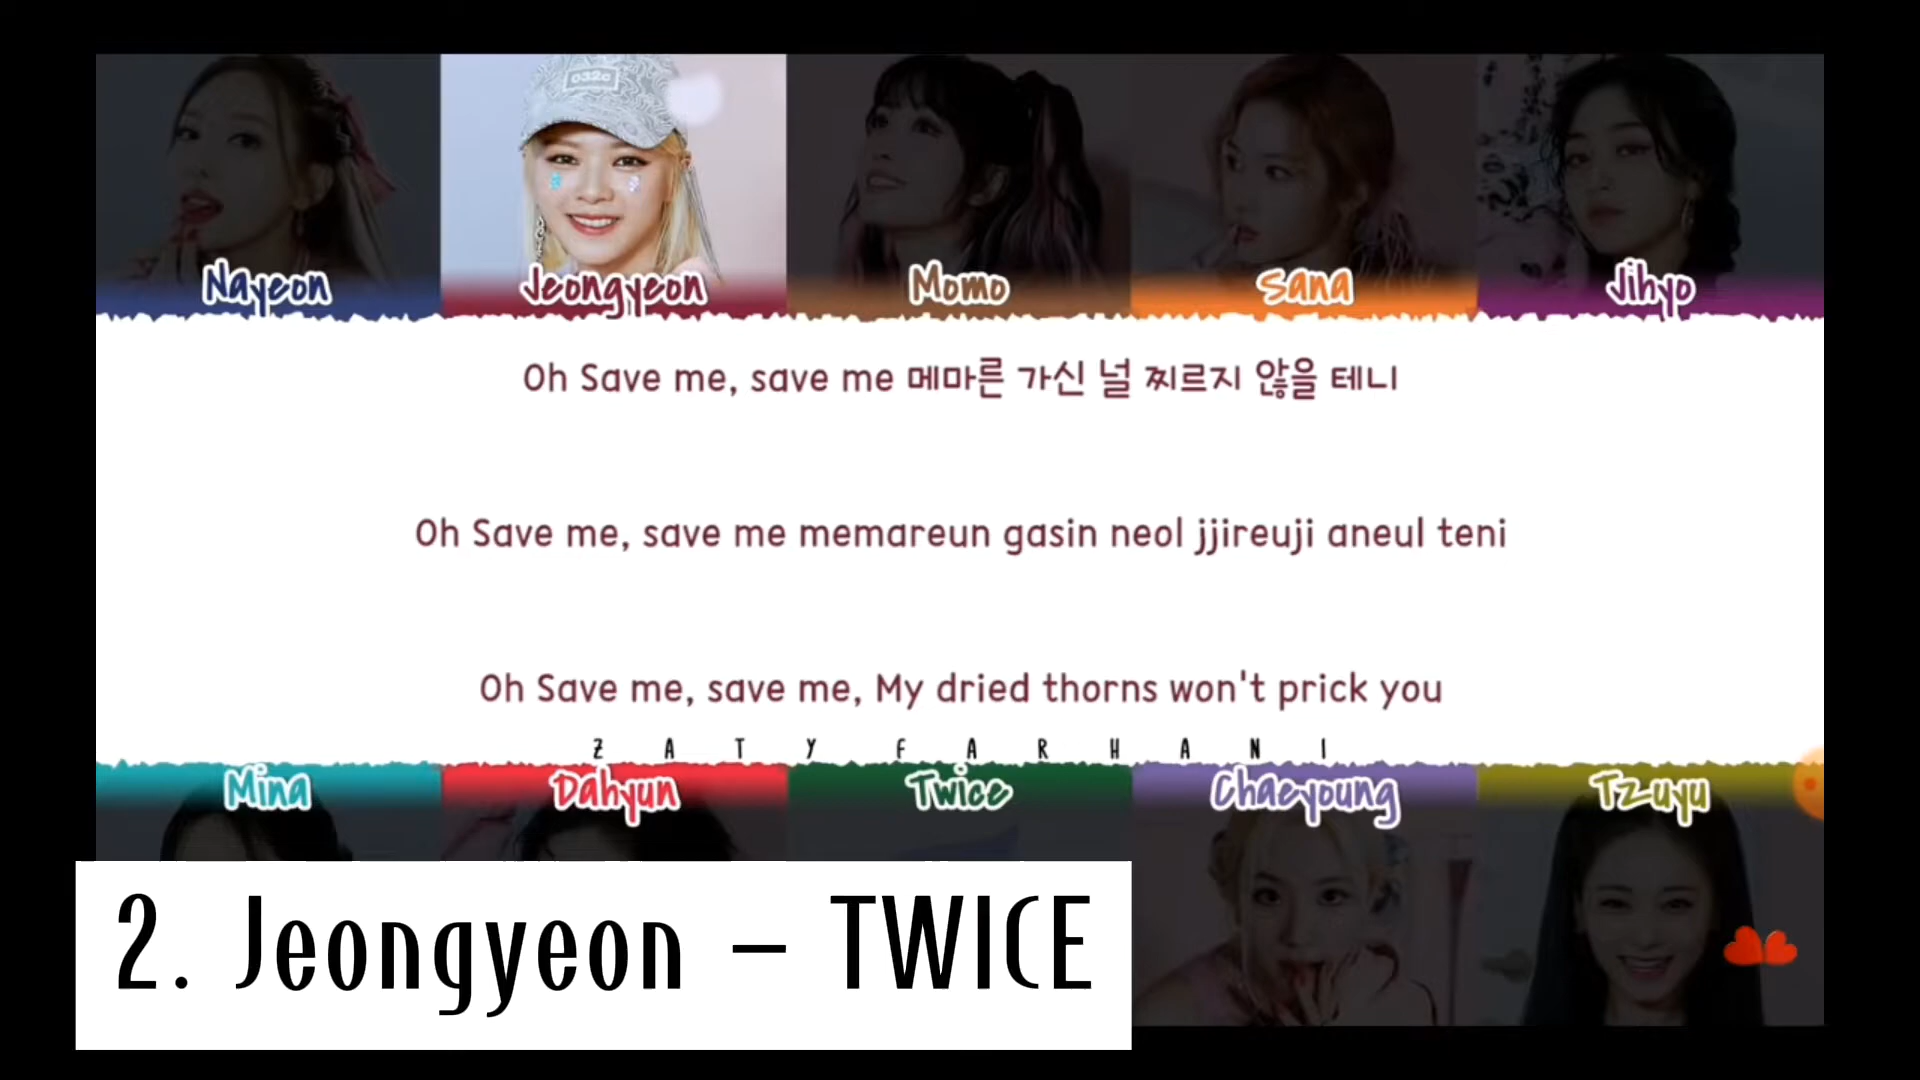 032c
Nayeon Jeongyeon Momo Sana Jihyo
Oh Save me, save me 메마른 가신 널 찌르지 않을 테니
Oh Save me, save me memareun gasin neol jjireuji aneul teni
Oh Save me, save me, My dried thorns won't prick you
ZATYFARHANI
Mina Dahyun Twice Chaeyoung Tzuyu
2. Jeongyeon – TWICE